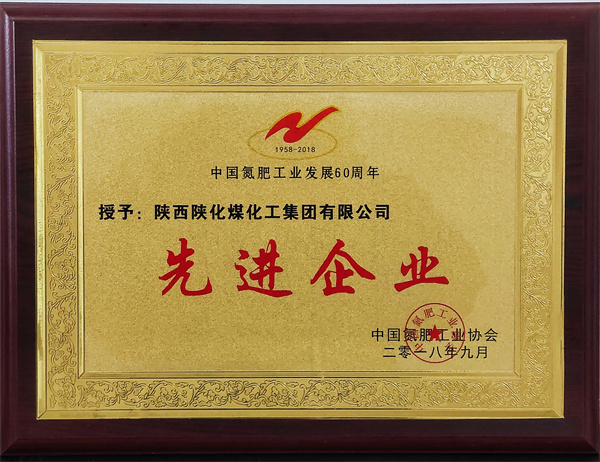 1958-2018
中国氮肥工业发展60周年
授予：陕西陕化煤化工集团有限公司
先进企业
中国氮肥工业协会
二零一八年九月